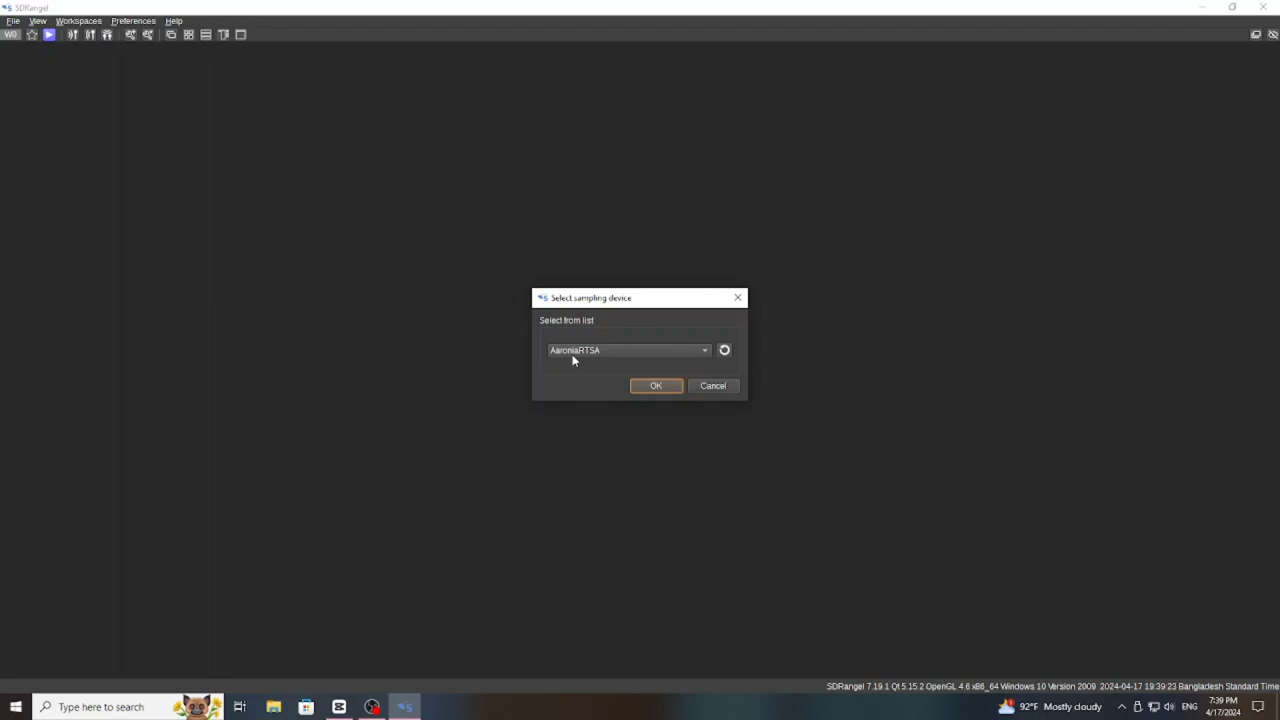 SDRangel
File View Workspaces Preferences Help
W0
Select sampling device
Select from list
AaroniaRTSA
OK Cancel
SDRangel 7.19.1 Qt 5.15.2 OpenGL 4.6 x86_64 Windows 10 Version 2009 2024-04-17 19:39:23 Bangladesh Standard Time
Type here to search
92°F Mostly cloudy
ENG
7:39 PM
4/17/2024